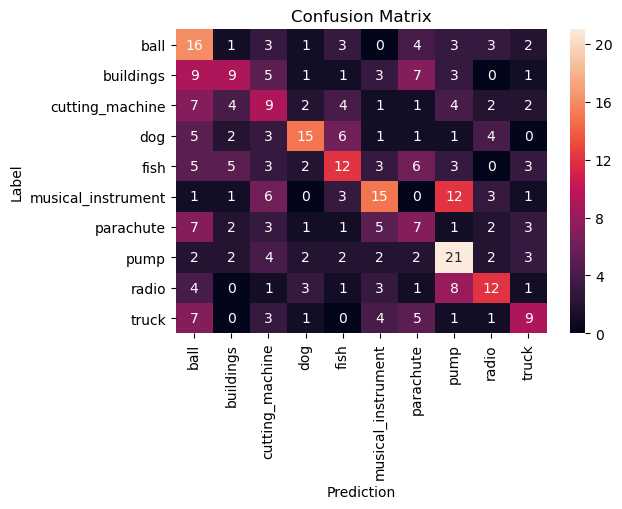 Confusion Matrix
ball 16 1 3 1 3 0 4 3 3 2
buildings 9 9 5 1 1 3 7 3 0 1
cutting_machine 7 4 9 2 4 1 1 4 2 2
dog 5 2 3 15 6 1 1 1 4 0
fish 5 5 3 2 12 3 6 3 0 3
musical_instrument 1 1 6 0 3 15 0 12 3 1
parachute 7 2 3 1 1 5 7 1 2 3
pump 2 2 4 2 2 2 2 21 2 3
radio 4 0 1 3 1 3 1 8 12 1
truck 7 0 3 1 0 4 5 1 1 9
Label
ball buildings cutting_machine dog fish musical_instrument parachute pump radio truck
Prediction
20
16
12
8
4
0